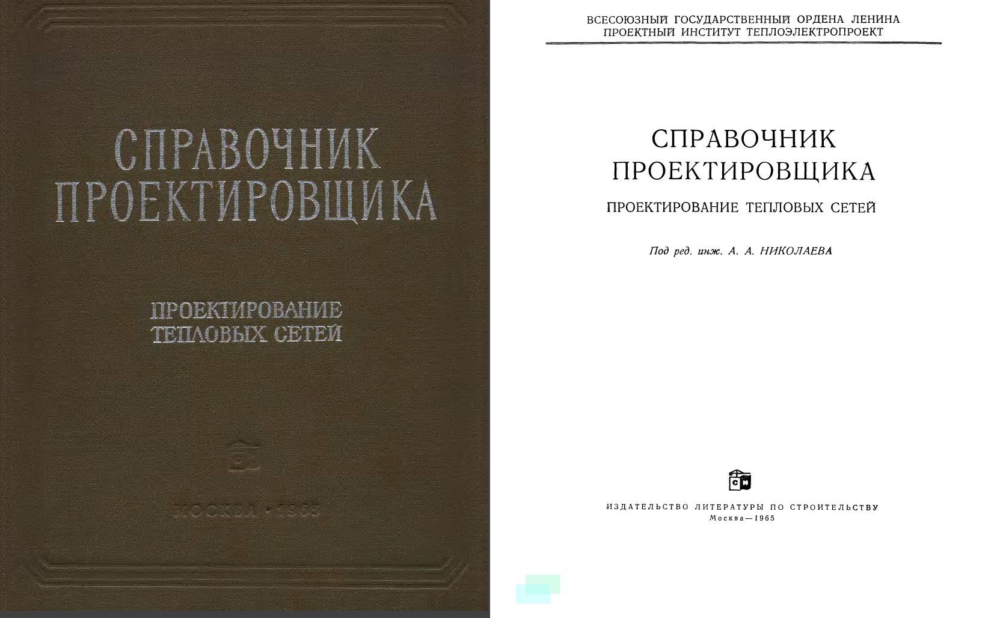 СПРАВОЧНИК
ПРОЕКТИРОВЩИКА
ПРОЕКТИРОВАНИЕ
ТЕПЛОВЫХ СЕТЕЙ
МОСКВА · 1965
ВСЕСОЮЗНЫЙ ГОСУДАРСТВЕННЫЙ ОРДЕНА ЛЕНИНА
ПРОЕКТНЫЙ ИНСТИТУТ ТЕПЛОЭЛЕКТРОПРОЕКТ
СПРАВОЧНИК
ПРОЕКТИРОВЩИКА
ПРОЕКТИРОВАНИЕ ТЕПЛОВЫХ СЕТЕЙ
Под ред. инж. А. А. НИКОЛАЕВА
СИ
ИЗДАТЕЛЬСТВО ЛИТЕРАТУРЫ ПО СТРОИТЕЛЬСТВУ
Москва—1965